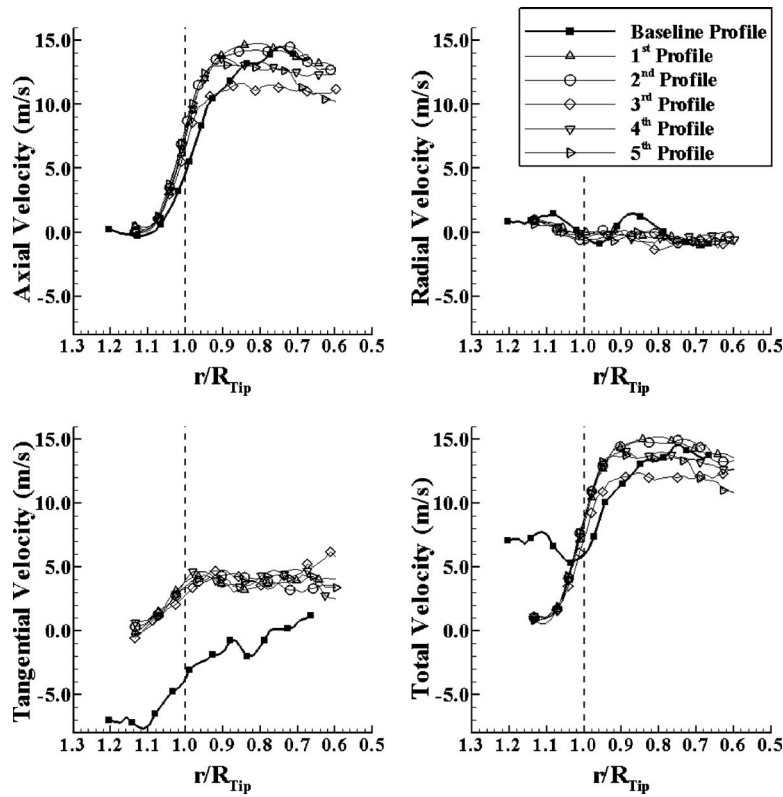 15.0
10.0
5.0
0.0
-5.0
Axial Velocity (m/s)
1.3 1.2 1.1 1.0 0.9 0.8 0.7 0.6 0.5
r/R_Tip
15.0
10.0
5.0
0.0
-5.0
Radial Velocity (m/s)
1.3 1.2 1.1 1.0 0.9 0.8 0.7 0.6 0.5
r/R_Tip
Baseline Profile
1st Profile
2nd Profile
3rd Profile
4th Profile
5th Profile
15.0
10.0
5.0
0.0
-5.0
Tangential Velocity (m/s)
1.3 1.2 1.1 1.0 0.9 0.8 0.7 0.6 0.5
r/R_Tip
15.0
10.0
5.0
0.0
-5.0
Total Velocity (m/s)
1.3 1.2 1.1 1.0 0.9 0.8 0.7 0.6 0.5
r/R_Tip